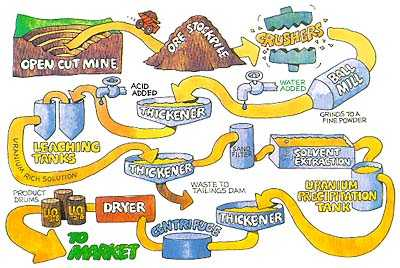 OPEN CUT MINE
ORE STOCKPILE
CRUSHERS
ACID
ADDED
WATER
ADDED
BALL
MILL
THICKENER
GRINDS TO A
FINE POWDER
LEACHING
TANKS
URANIUM RICH SOLUTION
THICKENER
SAND
FILTER
SOLVENT
EXTRACTION
PRODUCT
DRUMS
WASTE TO
TAILINGS DAM
URANIUM
PRECIPITATION
TANK
DRYER
CENTRIFUGE
THICKENER
TO
MARKET